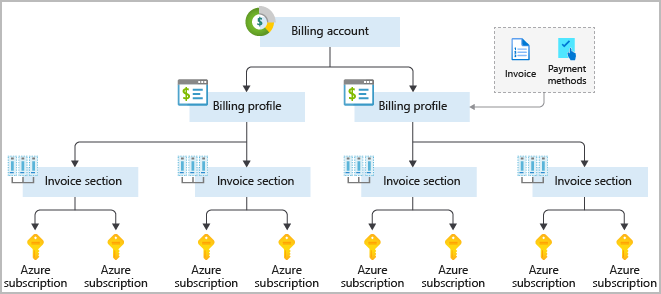 Billing account
Invoice
Payment
methods
Billing profile
Billing profile
Invoice section
Invoice section
Invoice section
Invoice section
Azure
subscription
Azure
subscription
Azure
subscription
Azure
subscription
Azure
subscription
Azure
subscription
Azure
subscription
Azure
subscription